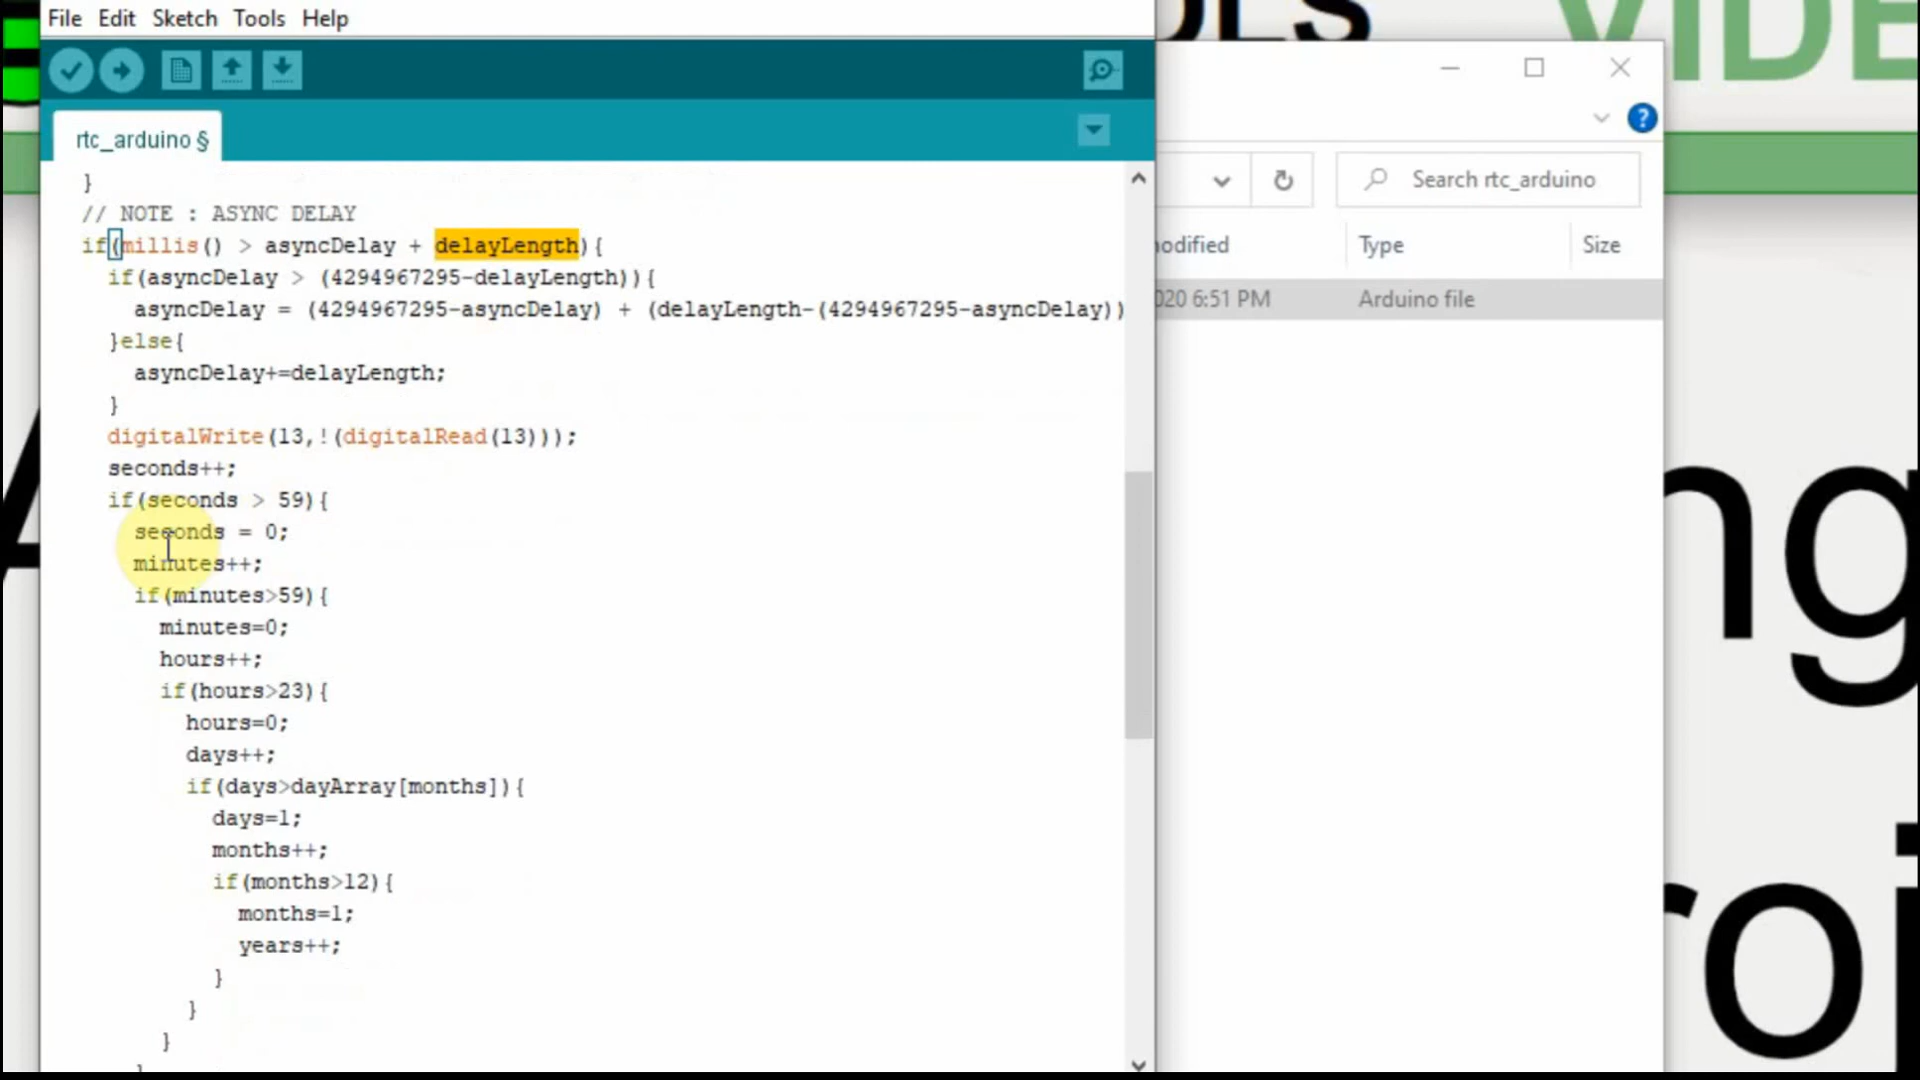 File Edit Sketch Tools Help
rtc_arduino §
}
// NOTE : ASYNC DELAY
if(millis() > asyncDelay + delayLength){
if(asyncDelay > (4294967295-delayLength)){
asyncDelay = (4294967295-asyncDelay) + (delayLength-(4294967295-asyncDelay))
}else{
asyncDelay+=delayLength;
}
digitalWrite(13,!(digitalRead(13)));
seconds++;
if(seconds > 59){
seconds = 0;
minutes++;
if(minutes>59){
minutes=0;
hours++;
if(hours>23){
hours=0;
days++;
if(days>dayArray[months]){
days=1;
months++;
if(months>12){
months=1;
years++;
}
}
}
Search rtc_arduino
odified Type Size
020 6:51 PM Arduino file
VIDE
ng
roj